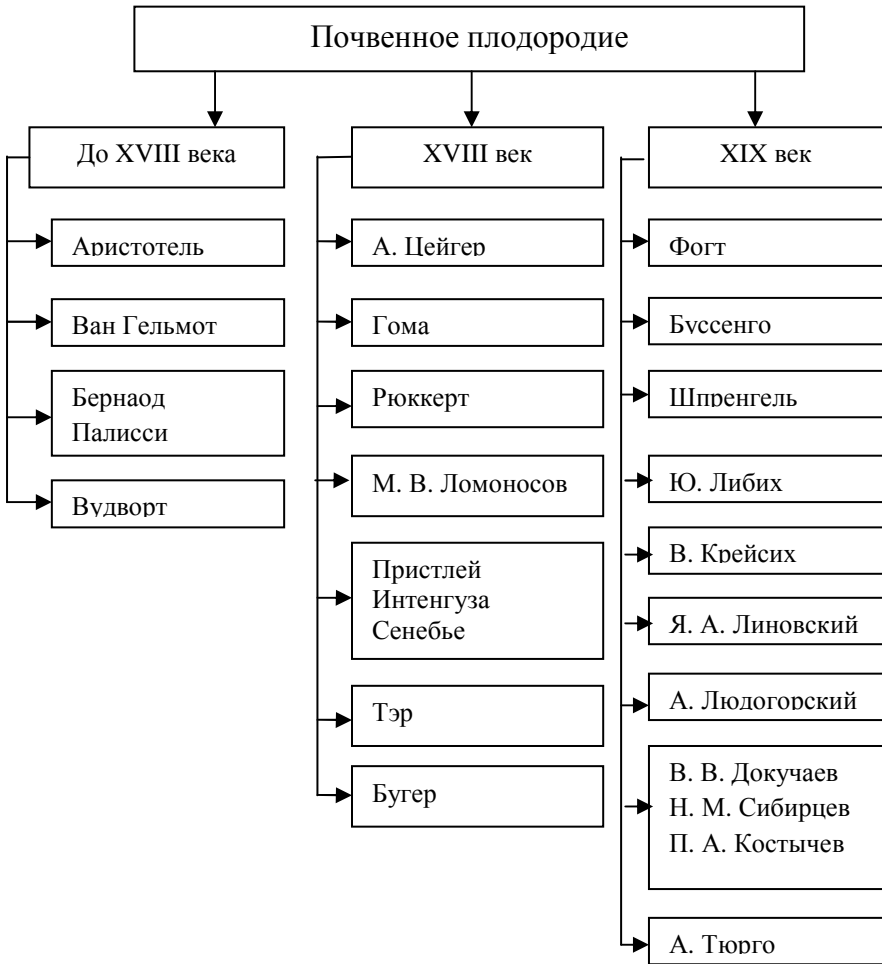 Почвенное плодородие
До XVIII века
Аристотель
Ван Гельмот
Бернаод
Палисси
Вудворт
XVIII век
А. Цейгер
Гома
Рюккерт
М. В. Ломоносов
Пристлей
Интенгуза
Сенебье
Тэр
Бугер
XIX век
Фогт
Буссенго
Шпренгель
Ю. Либих
В. Крейсих
Я. А. Линовский
А. Людогорский
В. В. Докучаев
Н. М. Сибирцев
П. А. Костычев
А. Тюрго